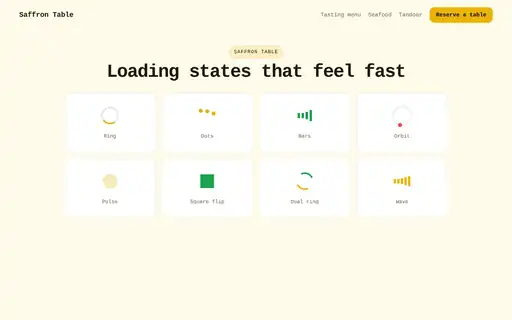 Saffron Table
Tasting menu Seafood Tandoor Reserve a table
SAFFRON TABLE
Loading states that feel fast
Ring Dots Bars Orbit
Pulse Square flip Dual ring Wave